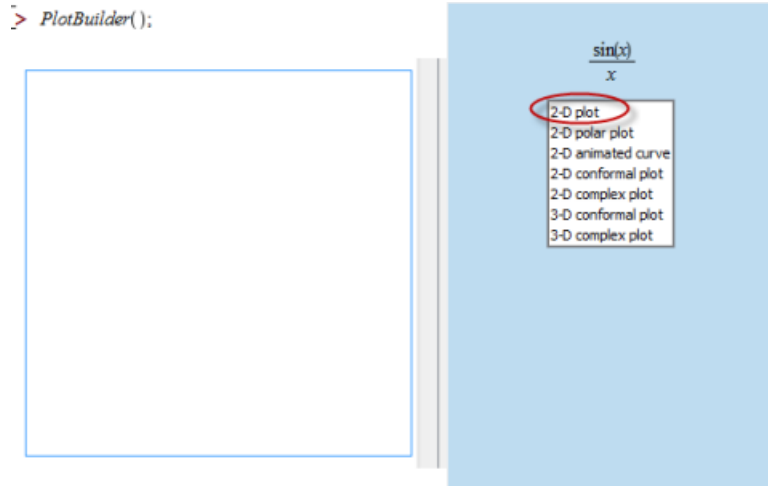 > PlotBuilder( );
sin(x)
x
2-D plot
2-D polar plot
2-D animated curve
2-D conformal plot
2-D complex plot
3-D conformal plot
3-D complex plot